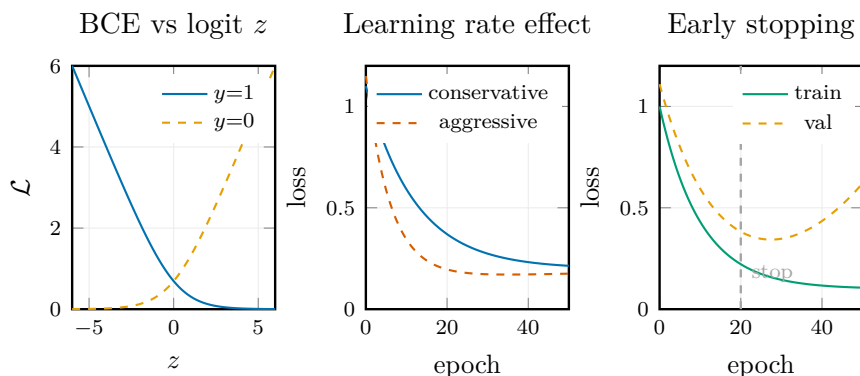 BCE vs logit z
6
4
2
0
−5
0
5
ℒ
z
y=1
y=0
Learning rate effect
1
0.5
0
0
20
40
loss
epoch
conservative
aggressive
Early stopping
1
0.5
0
0
20
40
loss
epoch
train
val
stop